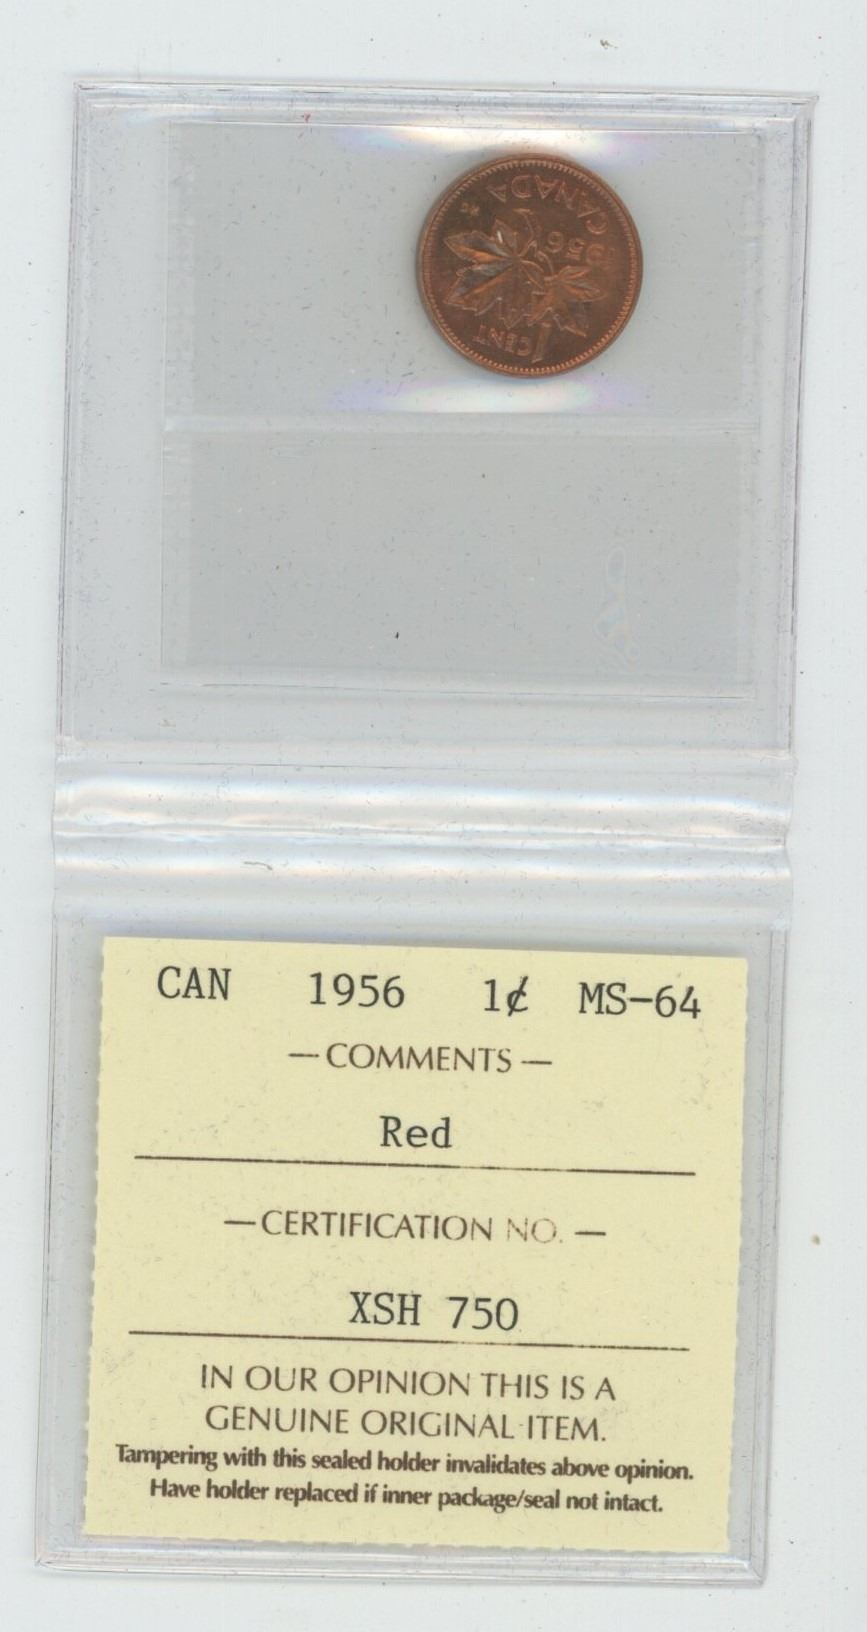 1 CENT
1956
CANADA
CAN 1956 1¢ MS-64
— COMMENTS —
Red
— CERTIFICATION NO. —
XSH 750
IN OUR OPINION THIS IS A
GENUINE ORIGINAL ITEM.
Tampering with this sealed holder invalidates above opinion.
Have holder replaced if inner package/seal not intact.